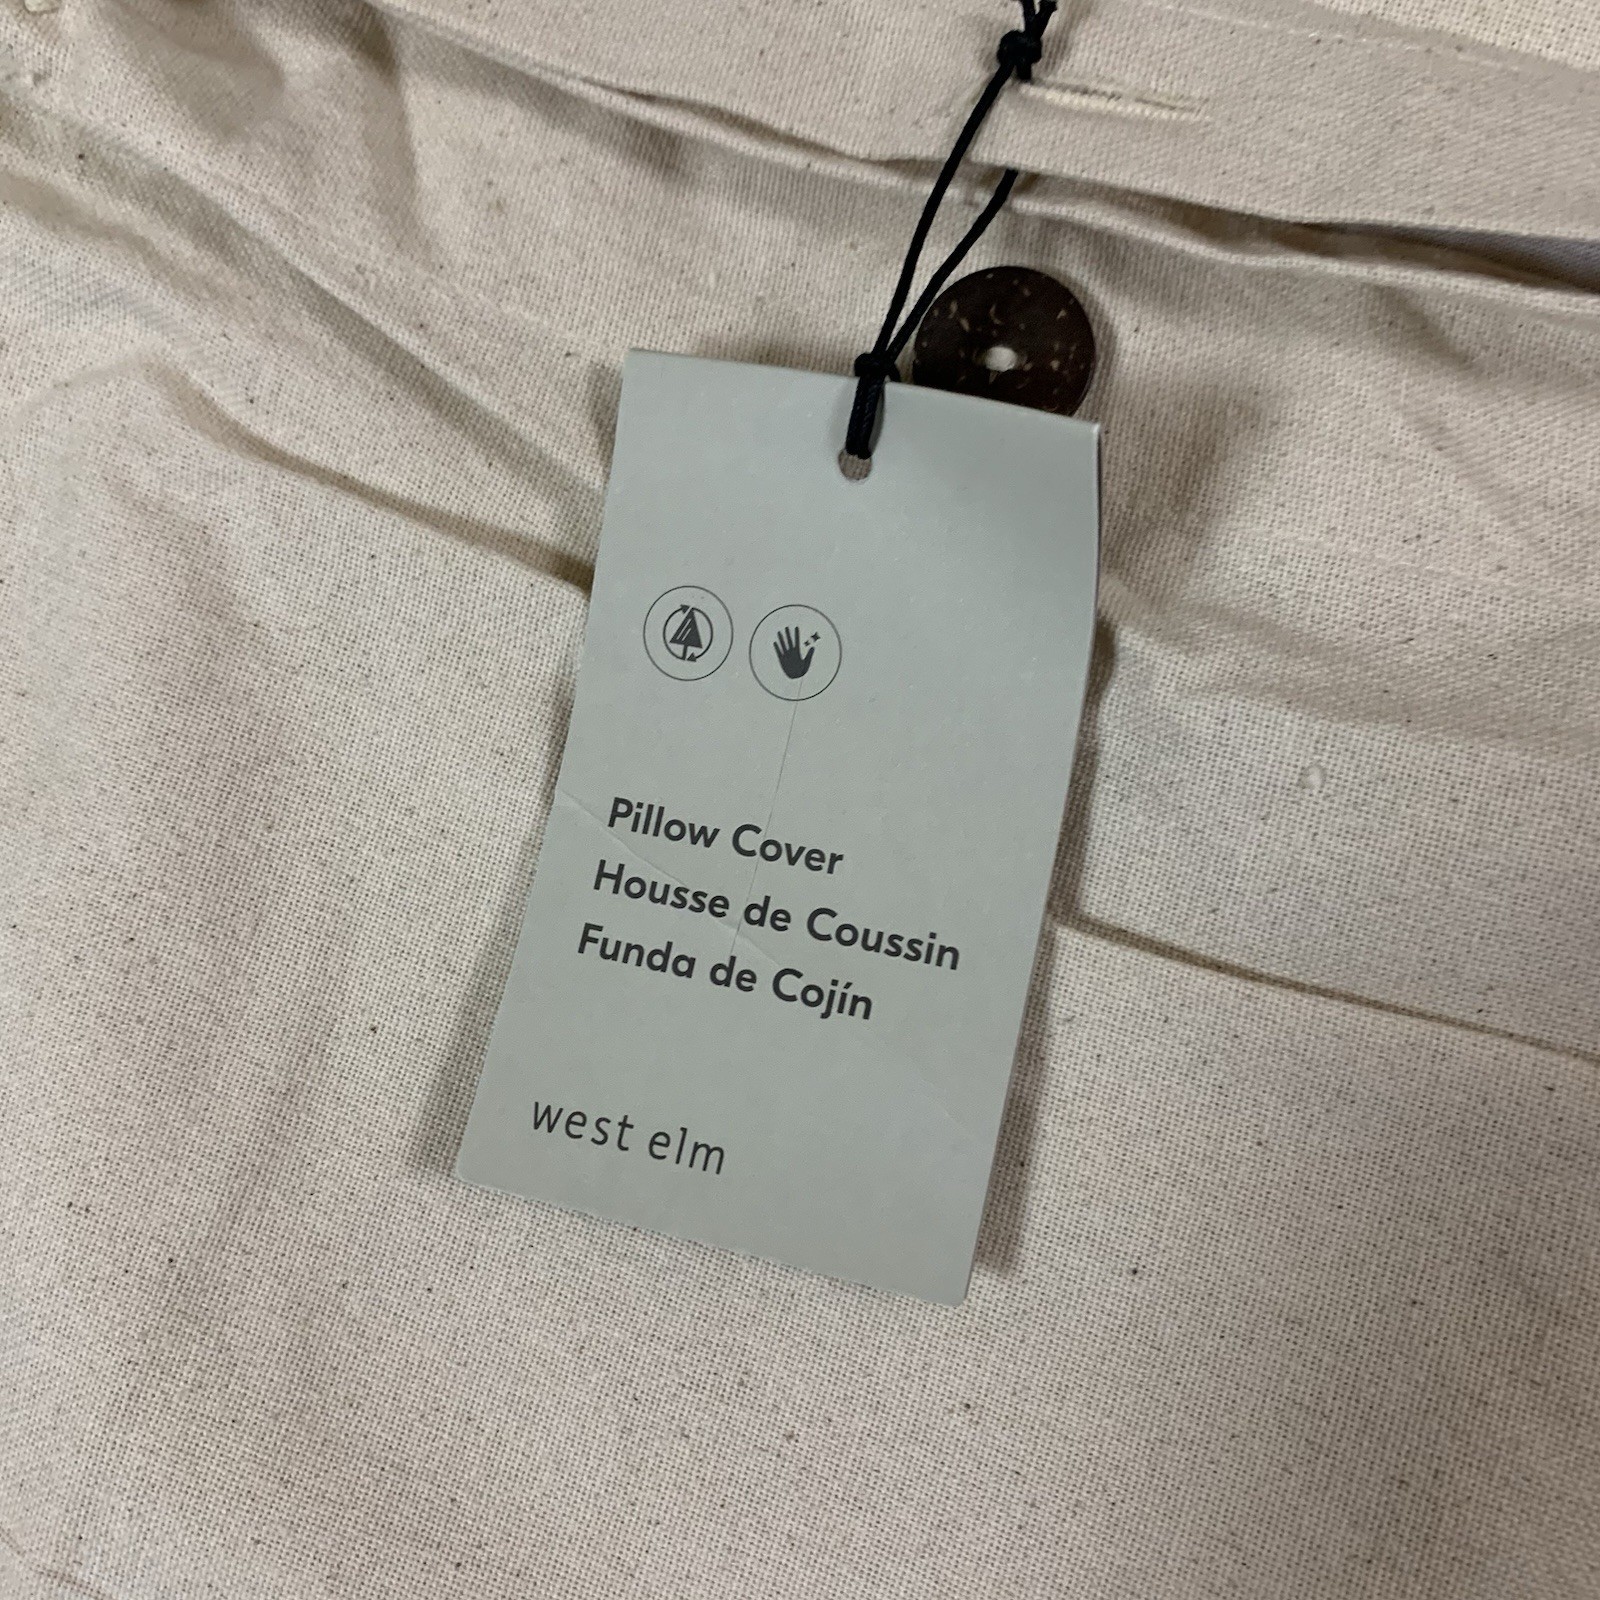 Pillow Cover
Housse de Coussin
Funda de Cojín
west elm